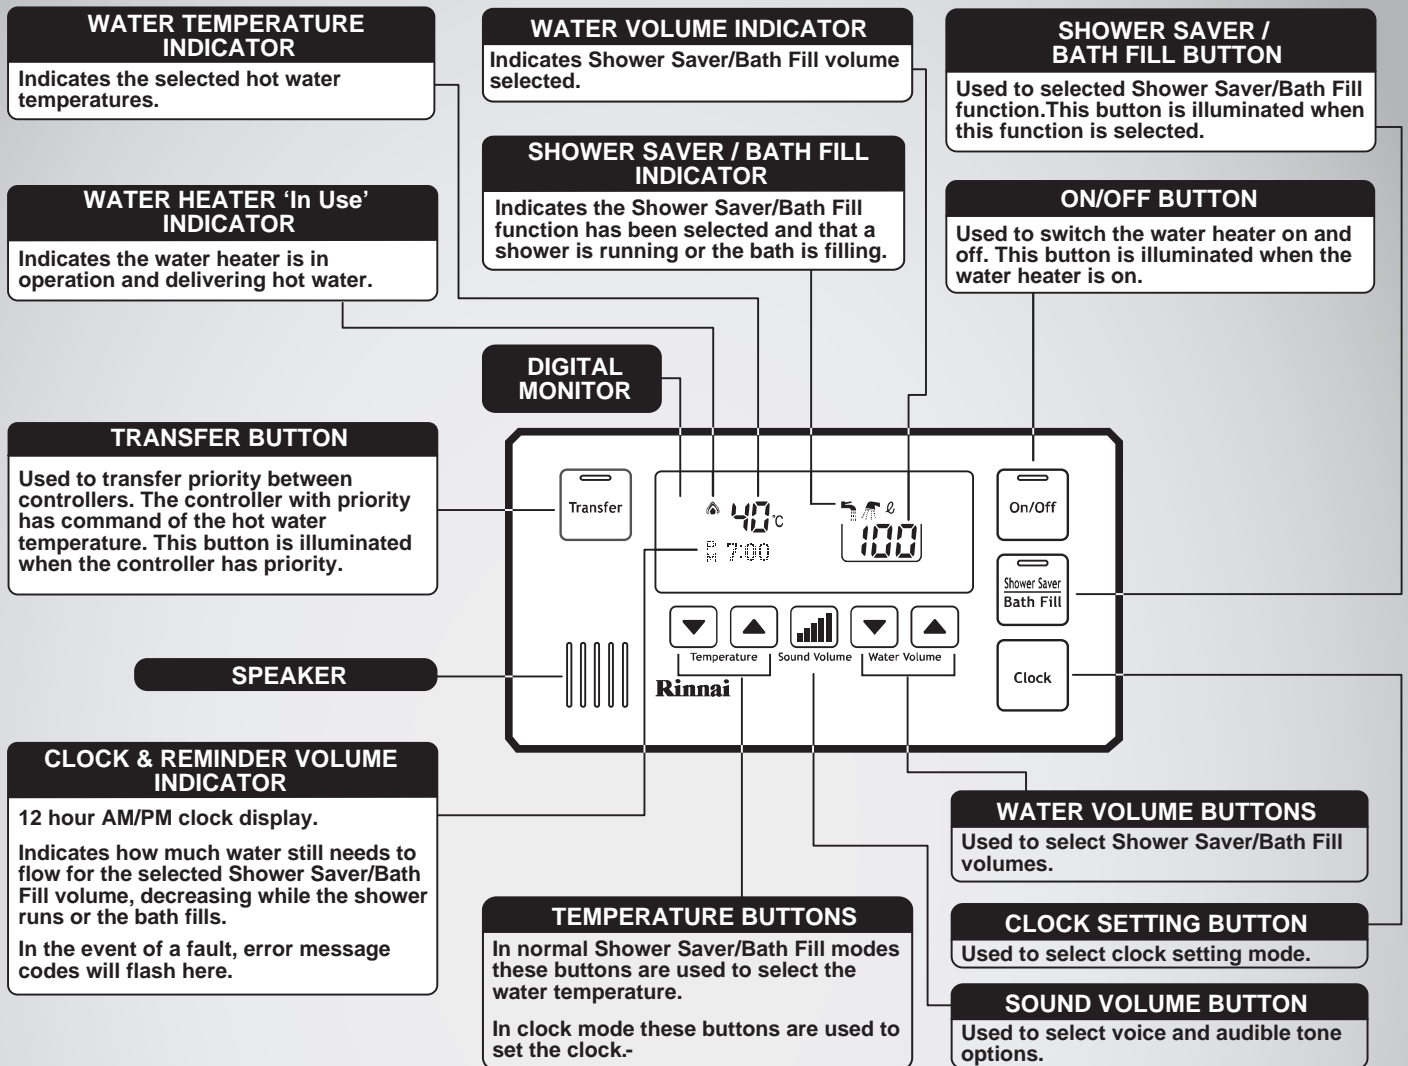 WATER TEMPERATURE
INDICATOR
Indicates the selected hot water
temperatures.
WATER HEATER ‘In Use’
INDICATOR
Indicates the water heater is in
operation and delivering hot water.
WATER VOLUME INDICATOR
Indicates Shower Saver/Bath Fill volume
selected.
SHOWER SAVER / BATH FILL
INDICATOR
Indicates the Shower Saver/Bath Fill
function has been selected and that a
shower is running or the bath is filling.
SHOWER SAVER /
BATH FILL BUTTON
Used to selected Shower Saver/Bath Fill
function.This button is illuminated when
this function is selected.
ON/OFF BUTTON
Used to switch the water heater on and
off. This button is illuminated when the
water heater is on.
DIGITAL
MONITOR
TRANSFER BUTTON
Used to transfer priority between
controllers. The controller with priority
has command of the hot water
temperature. This button is illuminated
when the controller has priority.
SPEAKER
CLOCK & REMINDER VOLUME
INDICATOR
12 hour AM/PM clock display.
Indicates how much water still needs to
flow for the selected Shower Saver/Bath
Fill volume, decreasing while the shower
runs or the bath fills.
In the event of a fault, error message
codes will flash here.
Transfer
40°C
PM 7:00
ℓ
100
On/Off
Shower Saver
Bath Fill
Clock
Temperature
Sound Volume
Water Volume
Rinnai
TEMPERATURE BUTTONS
In normal Shower Saver/Bath Fill modes
these buttons are used to select the
water temperature.
In clock mode these buttons are used to
set the clock.-
WATER VOLUME BUTTONS
Used to select Shower Saver/Bath Fill
volumes.
CLOCK SETTING BUTTON
Used to select clock setting mode.
SOUND VOLUME BUTTON
Used to select voice and audible tone
options.